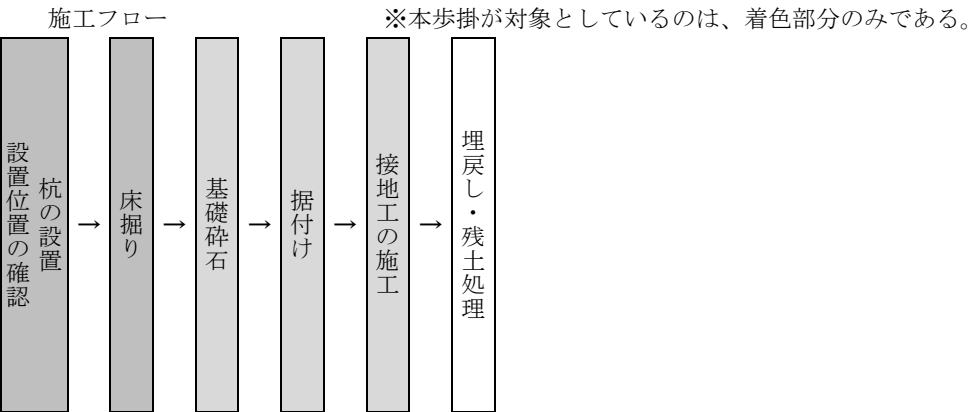 施工フロー
※本歩掛が対象としているのは、着色部分のみである。
杭の設置
設置位置の確認
→
床掘り
→
基礎砕石
→
据付け
→
接地工の施工
→
埋戻し・残土処理